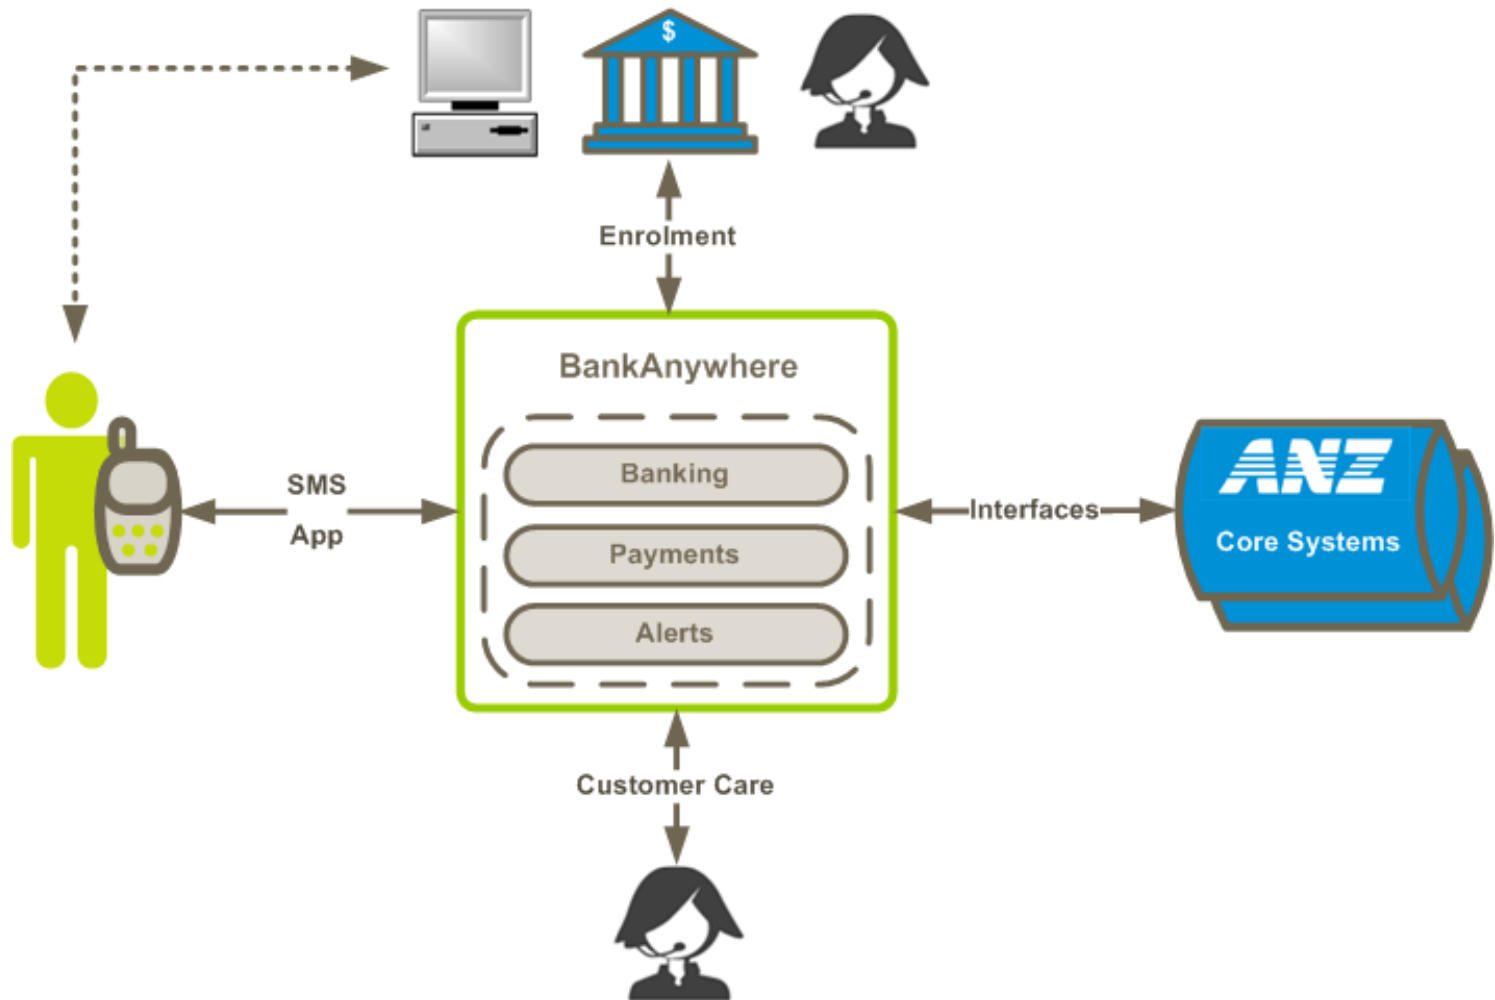 $
Enrolment
BankAnywhere
Banking
Payments
Alerts
SMS
App
Interfaces
ANZ
Core Systems
Customer Care